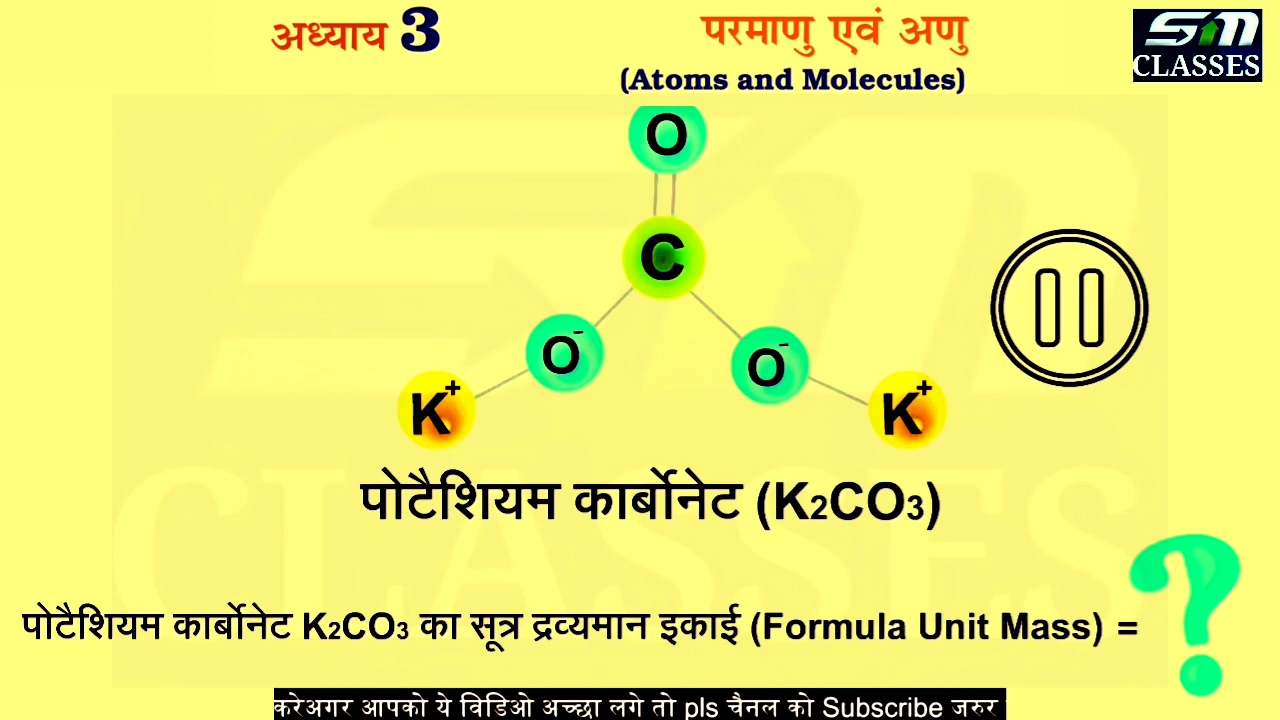 अध्याय 3
परमाणु एवं अणु
(Atoms and Molecules)
SM
CLASSES
O
C
O⁻
O⁻
K⁺
K⁺
पोटैशियम कार्बोनेट (K₂CO₃)
पोटैशियम कार्बोनेट K₂CO₃ का सूत्र द्रव्यमान इकाई (Formula Unit Mass) = ?
करेअगर आपको ये विडिओ अच्छा लगे तो pls चैनल को Subscribe जरुर